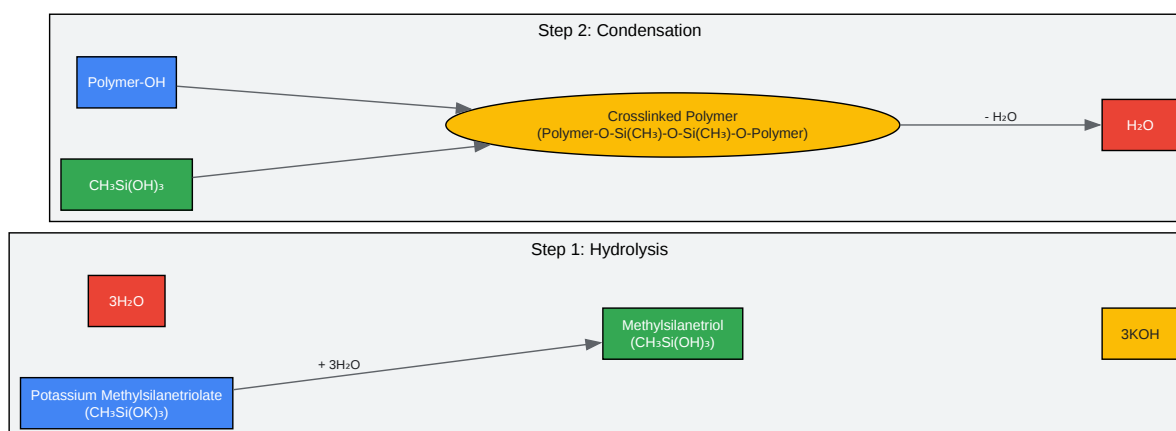 Step 2: Condensation
Polymer-OH
Crosslinked Polymer
(Polymer-O-Si(CH₃)-O-Si(CH₃)-O-Polymer)
- H₂O
H₂O
CH₃Si(OH)₃
Step 1: Hydrolysis
3H₂O
Methylsilanetriol
(CH₃Si(OH)₃)
3KOH
+ 3H₂O
Potassium Methylsilanetriolate
(CH₃Si(OK)₃)